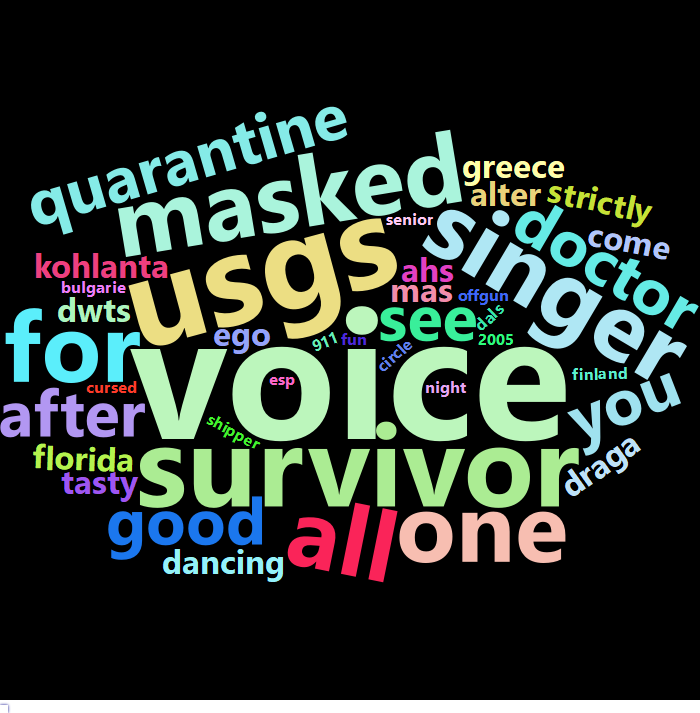 quarantine
masked
greece
alter
strictly
senior
singer
doctor
come
usgs
kohlanta
bulgarie
ahs
mas
offgun
dwts
see
dals
for
ego
911
fun
2005
circle
voice
esp
night
finland
cursed
you
after
shipper
florida
survivor
draga
tasty
good
all
one
dancing